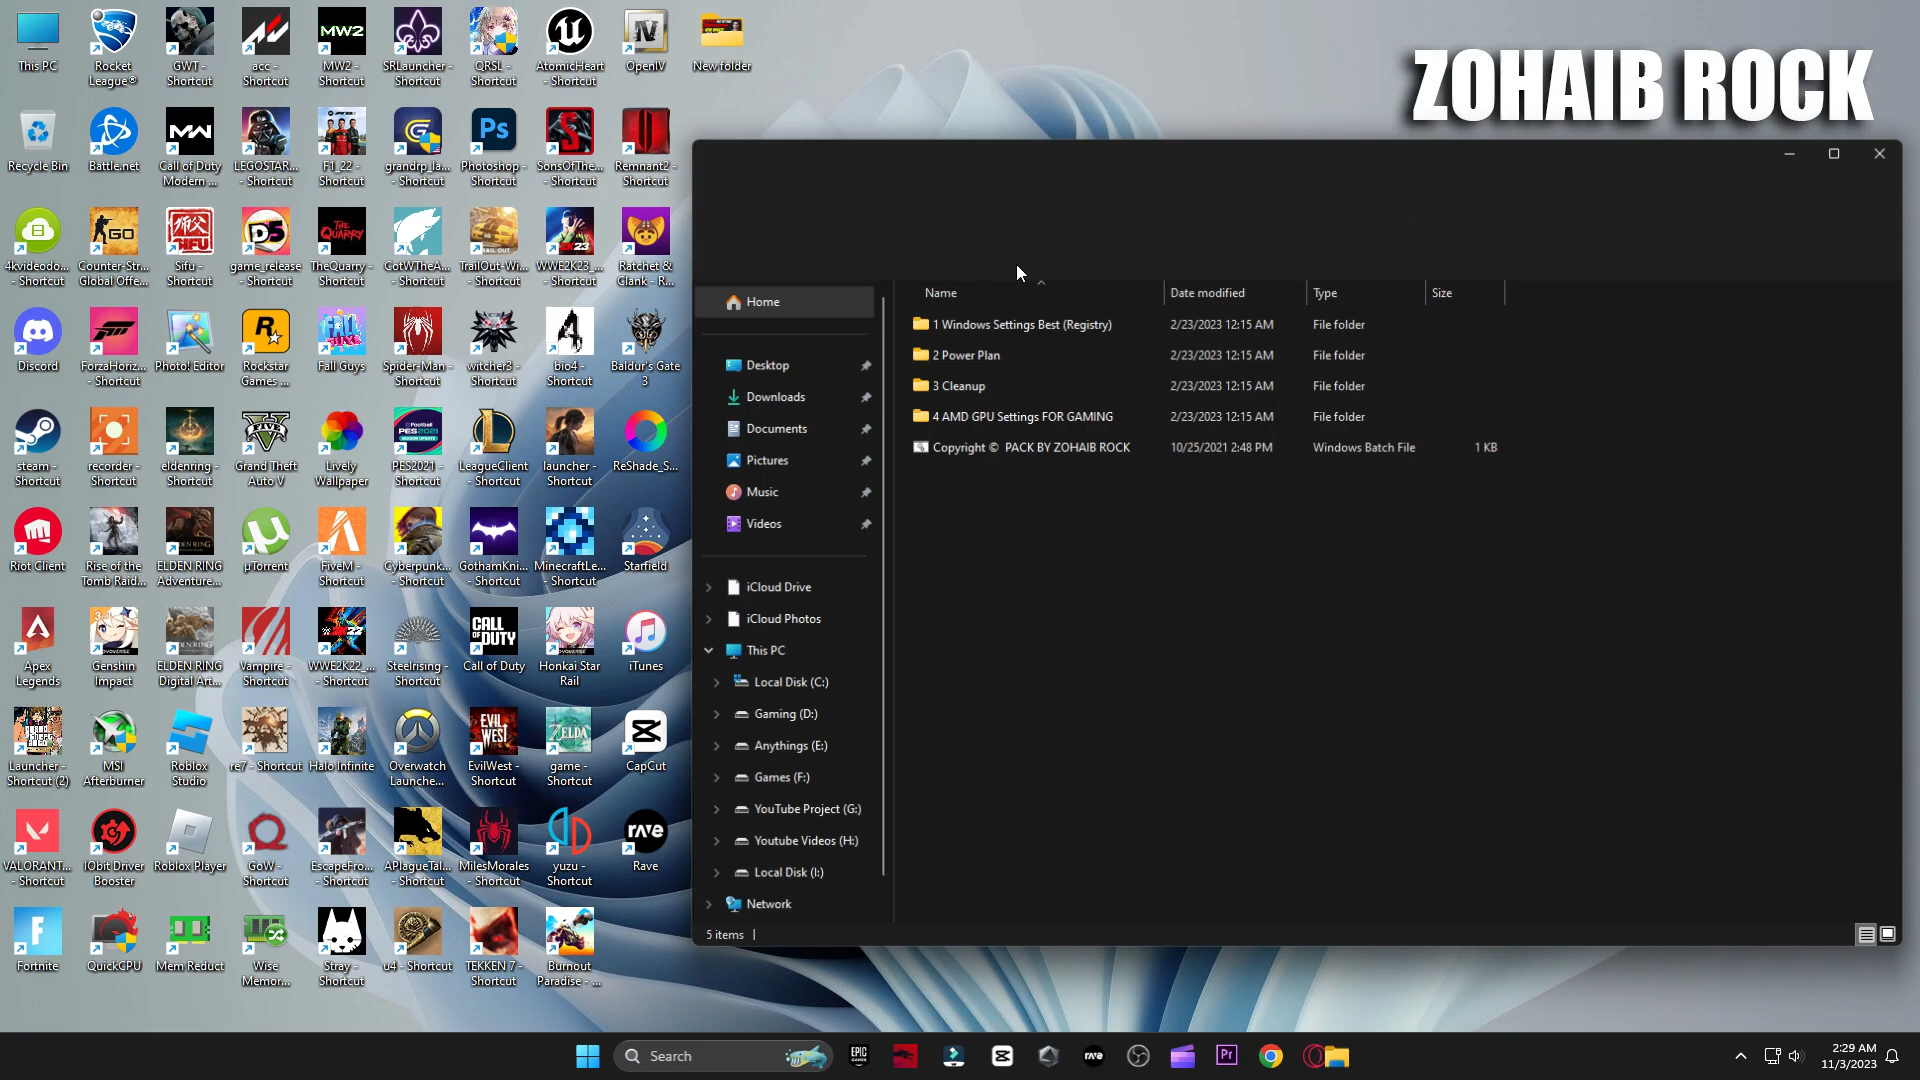 ZOHAIB ROCK
This PC
Rocket League®
GWT - Shortcut
acc - Shortcut
MW2 - Shortcut
SRLauncher - Shortcut
QRSL - Shortcut
AtomicHeart - Shortcut
OpenIV
New folder
Recycle Bin
Battle.net
Call of Duty Modern ...
LEGOSTAR... - Shortcut
F1_22 - Shortcut
grandrp_la... - Shortcut
Photoshop - Shortcut
SonsOfThe... - Shortcut
Remnant2 - Shortcut
4kvideodo... - Shortcut
Counter-Str... Global Offe...
Sifu - Shortcut
game_release - Shortcut
TheQuarry - Shortcut
CotWTheA... - Shortcut
TrailOut-Wi... - Shortcut
WWE2K23_... - Shortcut
Ratchet & Clank - R...
Discord
ForzaHoriz... - Shortcut
Photo! Editor
Rockstar Games ...
Fall Guys
Spider-Man - Shortcut
witcher3 - Shortcut
bio4 - Shortcut
Baldur's Gate 3
steam - Shortcut
recorder - Shortcut
eldenring - Shortcut
Grand Theft Auto V
Lively Wallpaper
PES2021 - Shortcut
LeagueClient - Shortcut
launcher - Shortcut
ReShade_S...
Riot Client
Rise of the Tomb Raid...
ELDEN RING Adventure...
µTorrent
FiveM - Shortcut
Cyberpunk... - Shortcut
GothamKni... - Shortcut
MinecraftLe... - Shortcut
Starfield
Apex Legends
Genshin Impact
ELDEN RING Digital Art...
Vampire - Shortcut
WWE2K22_... - Shortcut
Steelrising - Shortcut
Call of Duty
Honkai Star Rail
iTunes
Launcher - Shortcut (2)
MSI Afterburner
Roblox Studio
re7 - Shortcut
Halo Infinite
Overwatch Launche...
EvilWest - Shortcut
game - Shortcut
CapCut
VALORANT... - Shortcut
IObit Driver Booster
Roblox Player
GoW - Shortcut
EscapeFro... - Shortcut
APlagueTal... - Shortcut
MilesMorales - Shortcut
yuzu - Shortcut
Rave
Fortnite
QuickCPU
Mem Reduct
Wise Memor...
Stray - Shortcut
u4 - Shortcut
TEKKEN 7 - Shortcut
Burnout Paradise - ...
Home
Desktop
Downloads
Documents
Pictures
Music
Videos
iCloud Drive
iCloud Photos
This PC
Local Disk (C:)
Gaming (D:)
Anythings (E:)
Games (F:)
YouTube Project (G:)
Youtube Videos (H:)
Local Disk (I:)
Network
Name Date modified Type Size
1 Windows Settings Best (Registry) 2/23/2023 12:15 AM File folder
2 Power Plan 2/23/2023 12:15 AM File folder
3 Cleanup 2/23/2023 12:15 AM File folder
4 AMD GPU Settings FOR GAMING 2/23/2023 12:15 AM File folder
Copyright © PACK BY ZOHAIB ROCK 10/25/2021 2:48 PM Windows Batch File 1 KB
5 items
Search
2:29 AM
11/3/2023